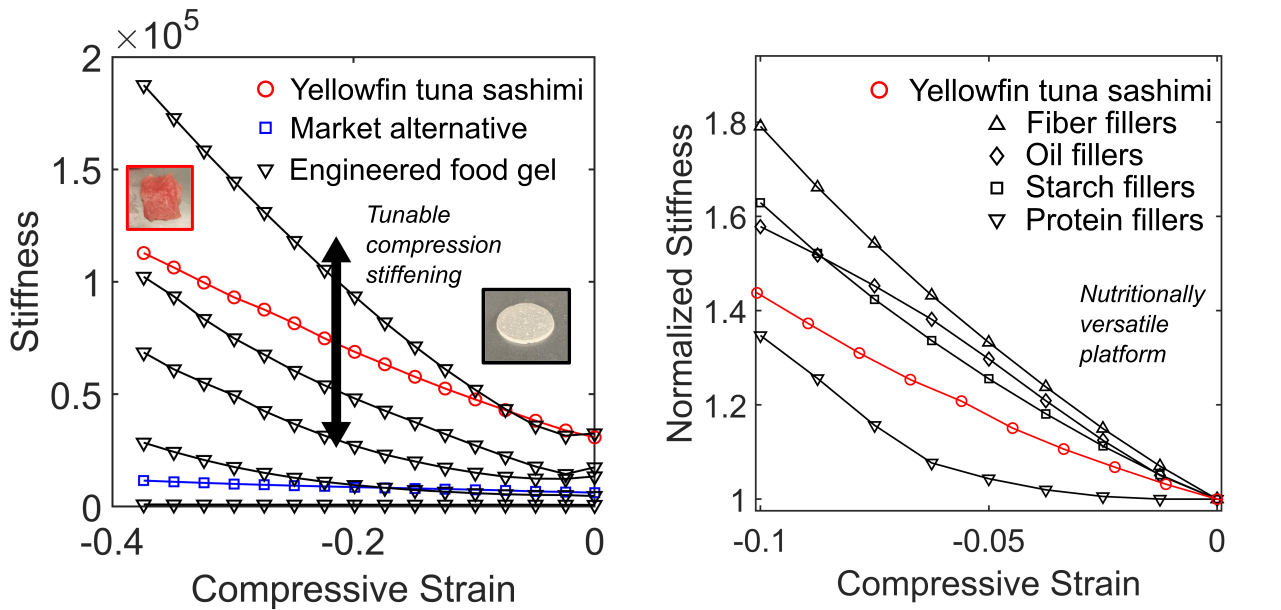 ×10⁵
2
1.5
1
0.5
0
-0.4
-0.2
0
Stiffness
Compressive Strain
Yellowfin tuna sashimi
Market alternative
Engineered food gel
Tunable
compression
stiffening
1.8
1.6
1.4
1.2
1
-0.1
-0.05
0
Normalized Stiffness
Compressive Strain
Yellowfin tuna sashimi
Fiber fillers
Oil fillers
Starch fillers
Protein fillers
Nutritionally
versatile
platform